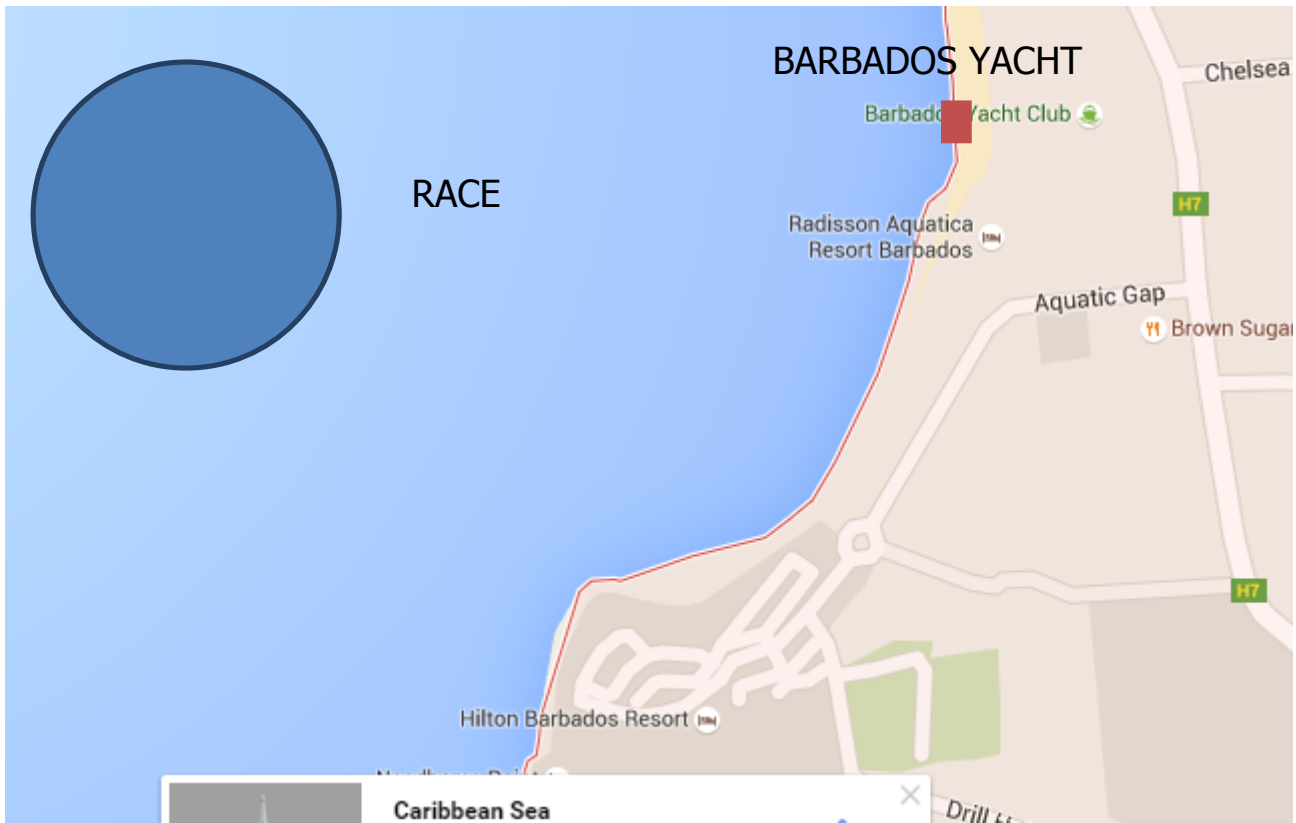 BARBADOS YACHT
Chelsea
Yacht Club
RACE
H7
Radisson Aquatica
Resort Barbados
Aquatic Gap
Brown Sugar
H7
Hilton Barbados Resort
Caribbean Sea
Drill